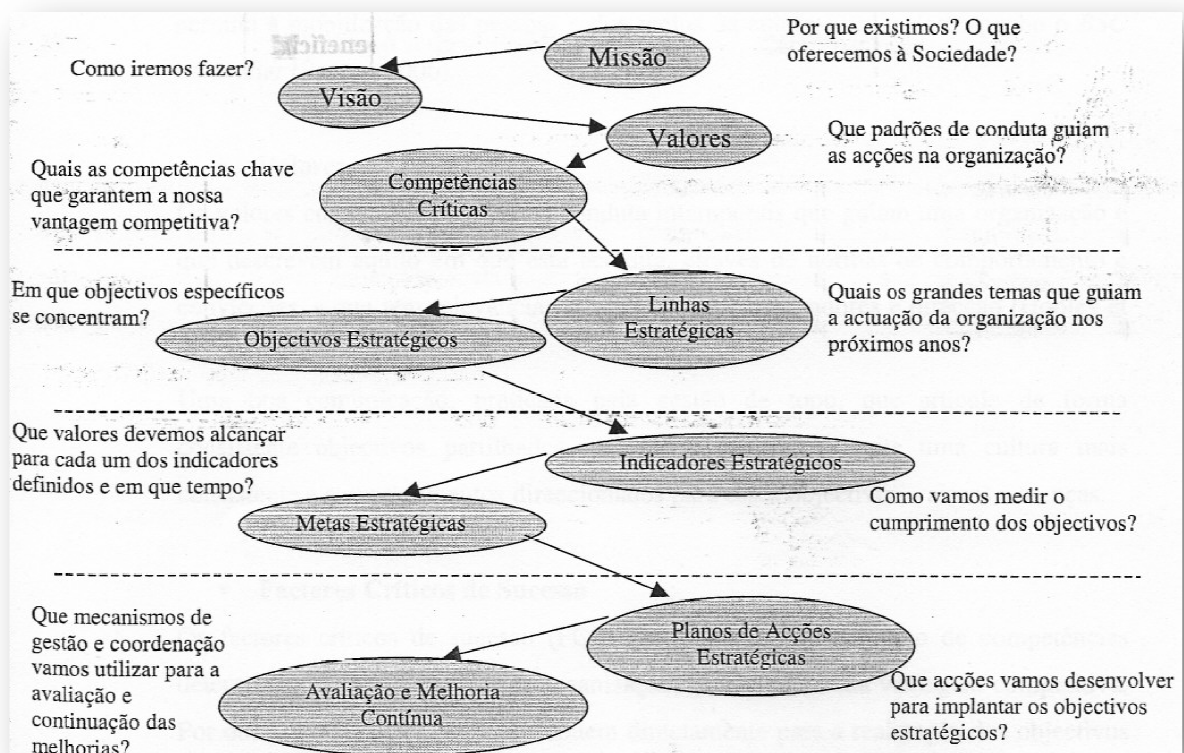 Por que existimos? O que
oferecemos à Sociedade?
Missão
Como iremos fazer?
Visão
Valores
Que padrões de conduta guiam
as acções na organização?
Quais as competências chave
que garantem a nossa
vantagem competitiva?
Competências
Críticas
Em que objectivos específicos
se concentram?
Linhas
Estratégicas
Quais os grandes temas que guiam
a actuação da organização nos
próximos anos?
Objectivos Estratégicos
Que valores devemos alcançar
para cada um dos indicadores
definidos e em que tempo?
Indicadores Estratégicos
Como vamos medir o
cumprimento dos objectivos?
Metas Estratégicas
Que mecanismos de
gestão e coordenação
vamos utilizar para a
avaliação e
continuação das
melhorias?
Planos de Acções
Estratégicas
Avaliação e Melhoria
Contínua
Que acções vamos desenvolver
para implantar os objectivos
estratégicos?